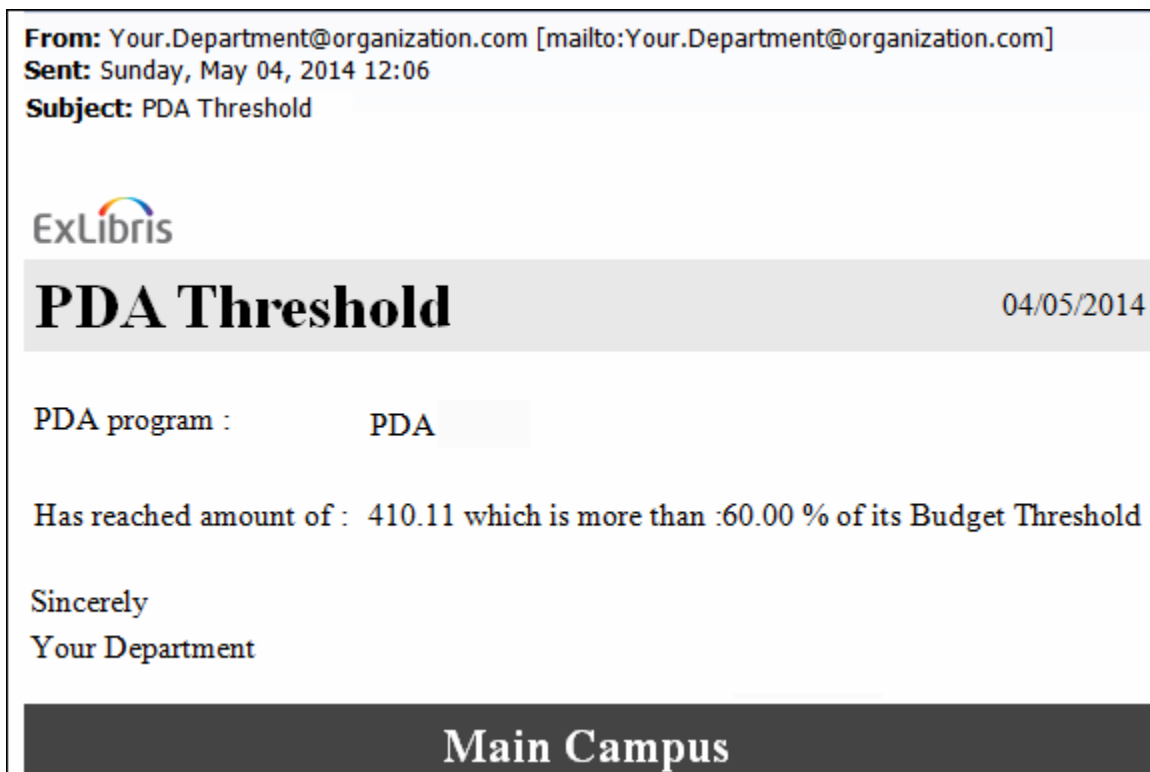 From: Your.Department@organization.com [mailto:Your.Department@organization.com]
Sent: Sunday, May 04, 2014 12:06
Subject: PDA Threshold
ExLibris
PDA Threshold 04/05/2014
PDA program : PDA
Has reached amount of : 410.11 which is more than :60.00 % of its Budget Threshold
Sincerely
Your Department
Main Campus